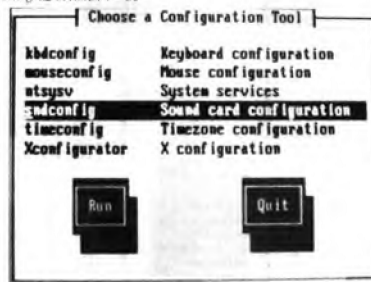 Choose a Configuration Tool
kbdconfig Keyboard configuration
mouseconfig Mouse configuration
ntsysv System services
sndconfig Sound card configuration
timeconfig Timezone configuration
Xconfigurator X configuration
Run Quit